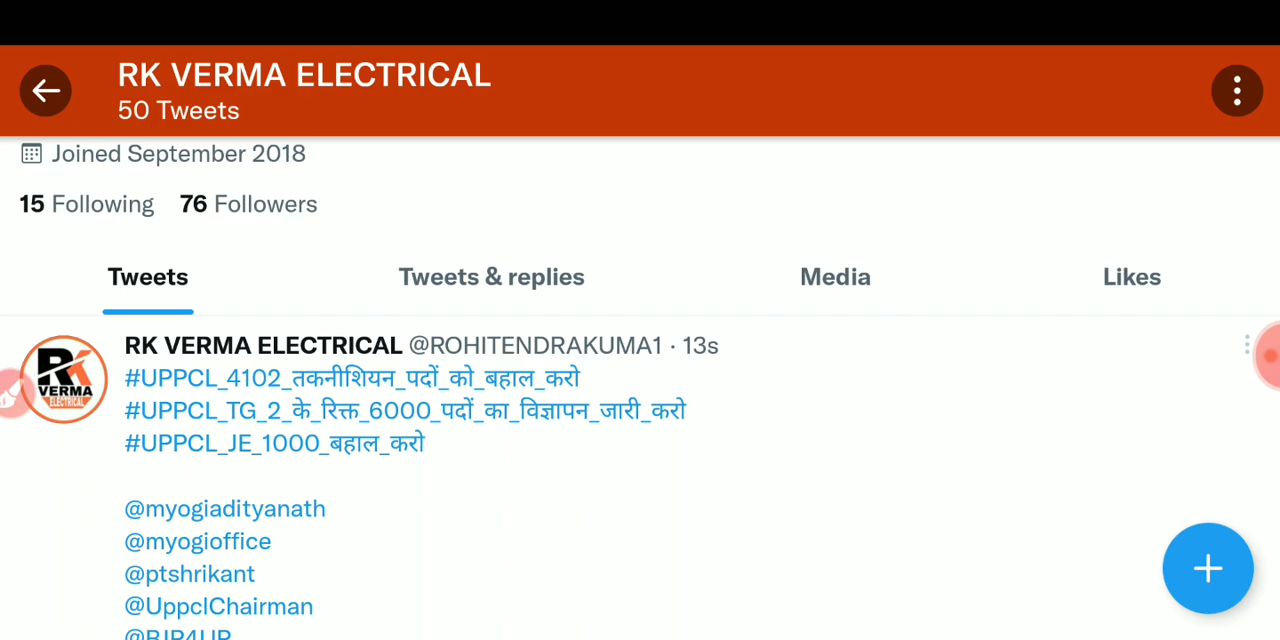 RK VERMA ELECTRICAL
50 Tweets
Joined September 2018
15 Following 76 Followers
Tweets Tweets & replies Media Likes
RK VERMA ELECTRICAL @ROHITENDRAKUMA1 · 13s
#UPPCL_4102_तकनीशियन_पदों_को_बहाल_करो
#UPPCL_TG_2_के_रिक्त_6000_पदों_का_विज्ञापन_जारी_करो
#UPPCL_JE_1000_बहाल_करो
RK
VERMA
ELECTRICAL
@myogiadityanath
@myogioffice
@ptshrikant
@UppclChairman
@BJP4UP